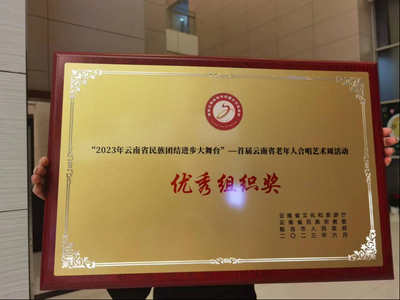 “2023年云南省民族团结进步大舞台”—首届云南省老年人合唱艺术周活动
优秀组织奖
云南省文化和旅游厅
云南省民族宗教委
临沧市人民政府
二〇二三年六月